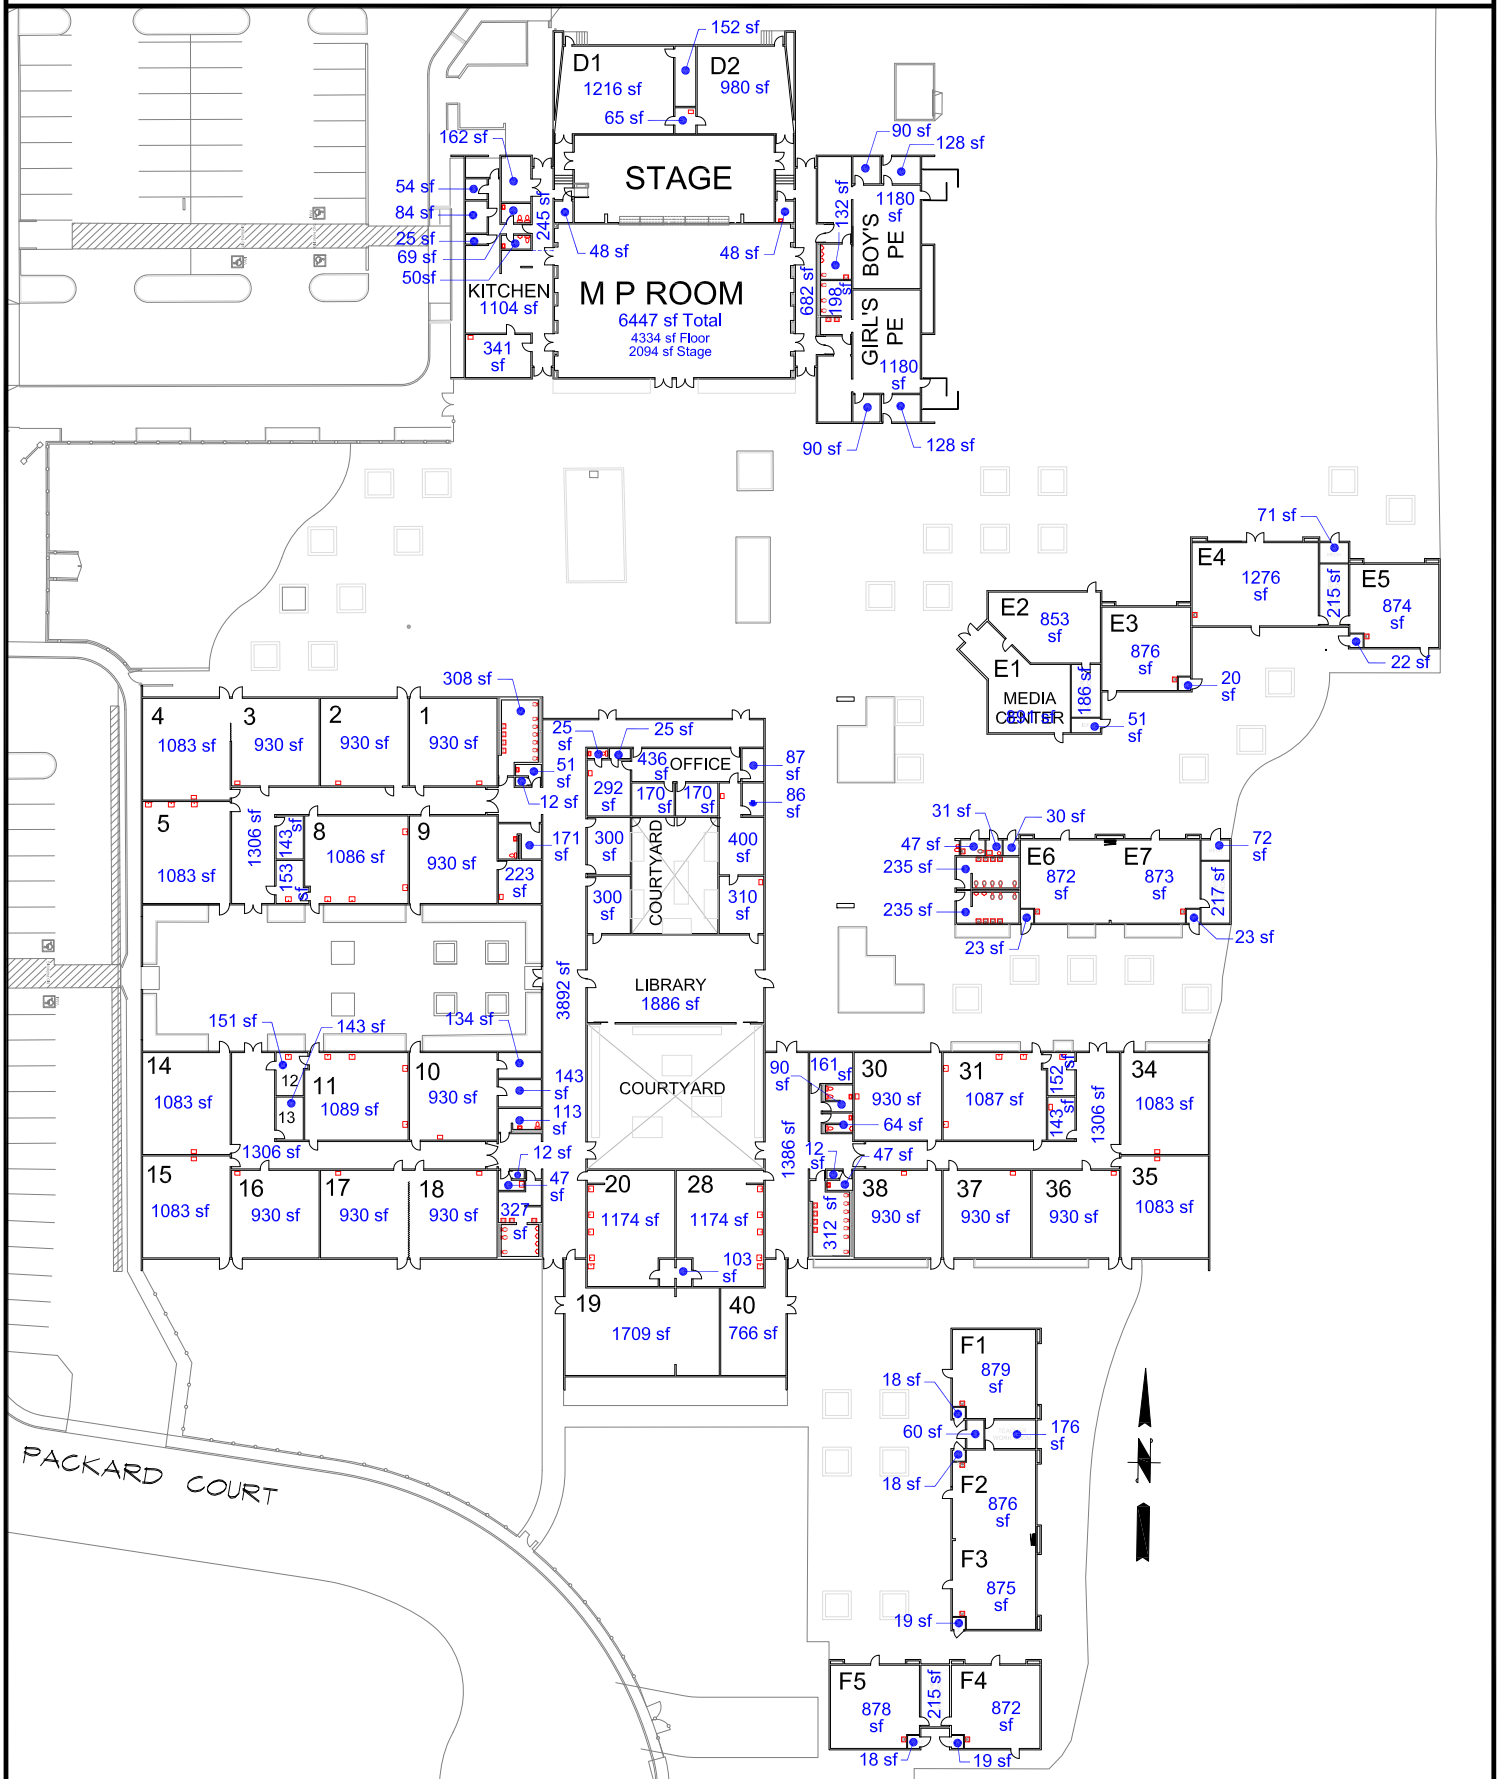 152 sf
D1
1216 sf
D2
980 sf
65 sf
162 sf
90 sf
128 sf
STAGE
54 sf
84 sf
25 sf
69 sf
50sf
245 sf
48 sf
48 sf
132 sf
1180
sf
BOY'S
PE
682 sf
198
sf
KITCHEN
1104 sf
M P ROOM
6447 sf Total
4334 sf Floor
2094 sf Stage
GIRL'S
PE
1180
sf
341
sf
90 sf
128 sf
71 sf
E4
1276
sf
215 sf
E5
874
sf
22 sf
E2
853
sf
E3
876
sf
20
sf
E1
MEDIA
CENTER
186 sf
51
sf
308 sf
4
1083 sf
3
930 sf
2
930 sf
1
930 sf
25
sf
25 sf
51
sf
12 sf
436
sf
OFFICE
87
sf
292
sf
170
sf
170
sf
86
sf
5
1083 sf
1306 sf
143
sf
153
sf
8
1086 sf
9
930 sf
171
sf
223
sf
300
sf
COURTYARD
400
sf
300
sf
310
sf
31 sf
30 sf
47 sf
235 sf
235 sf
E6
872
sf
E7
873
sf
72
sf
217 sf
23 sf
23 sf
3892 sf
LIBRARY
1886 sf
151 sf
143 sf
134 sf
14
1083 sf
12
13
11
1089 sf
10
930 sf
143
sf
113
sf
COURTYARD
90
sf
161
sf
30
930 sf
64 sf
31
1087 sf
152
sf
143
sf
1306 sf
34
1083 sf
1306 sf
12 sf
47
sf
1386 sf
12
sf
47 sf
15
1083 sf
16
930 sf
17
930 sf
18
930 sf
327
sf
20
1174 sf
28
1174 sf
103
sf
312 sf
38
930 sf
37
930 sf
36
930 sf
35
1083 sf
19
1709 sf
40
766 sf
F1
879
sf
18 sf
60 sf
176
sf
18 sf
F2
876
sf
F3
875
sf
19 sf
N
PACKARD COURT
F5
878
sf
215 sf
F4
872
sf
18 sf
19 sf